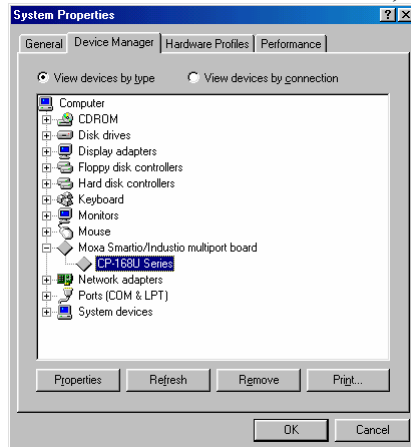 System Properties
General Device Manager Hardware Profiles Performance
View devices by type View devices by connection
Computer
CDROM
Disk drives
Display adapters
Floppy disk controllers
Hard disk controllers
Keyboard
Monitors
Mouse
Moxa Smartio/Industio multiport board
CP-168U Series
Network adapters
Ports (COM & LPT)
System devices
Properties Refresh Remove Print...
OK Cancel